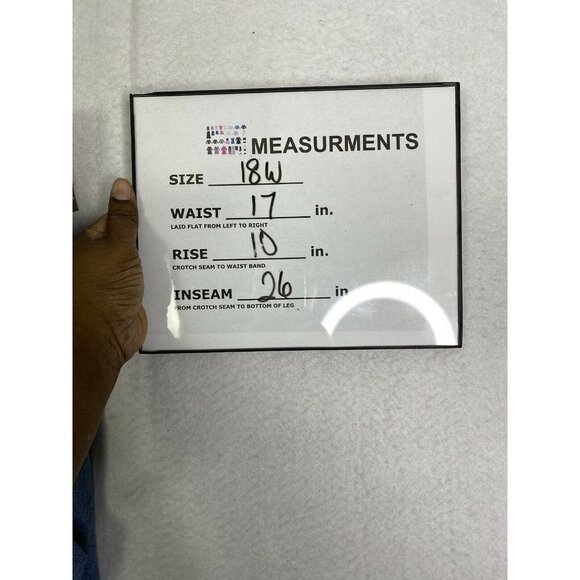 MEASURMENTS
SIZE 18W
WAIST 17 in.
LAID FLAT FROM LEFT TO RIGHT
RISE 10 in.
CROTCH SEAM TO WAIST BAND
INSEAM 26 in
FROM CROTCH SEAM TO BOTTOM OF LEG